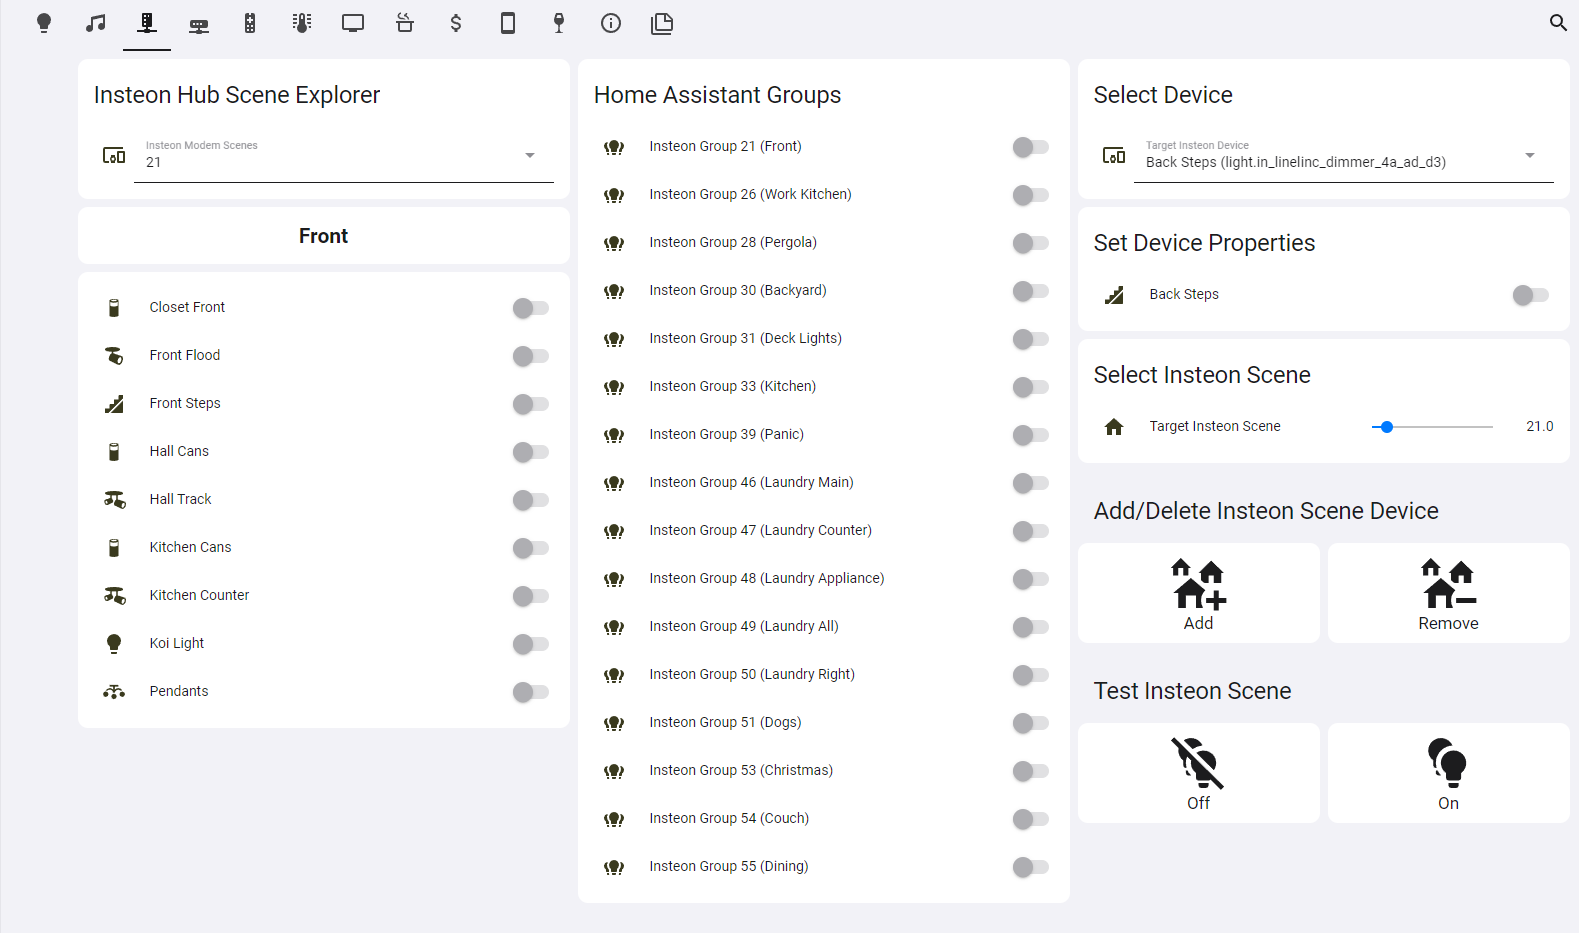 Insteon Hub Scene Explorer
Insteon Modem Scenes
21
Front
Closet Front
Front Flood
Front Steps
Hall Cans
Hall Track
Kitchen Cans
Kitchen Counter
Koi Light
Pendants
Home Assistant Groups
Insteon Group 21 (Front)
Insteon Group 26 (Work Kitchen)
Insteon Group 28 (Pergola)
Insteon Group 30 (Backyard)
Insteon Group 31 (Deck Lights)
Insteon Group 33 (Kitchen)
Insteon Group 39 (Panic)
Insteon Group 46 (Laundry Main)
Insteon Group 47 (Laundry Counter)
Insteon Group 48 (Laundry Appliance)
Insteon Group 49 (Laundry All)
Insteon Group 50 (Laundry Right)
Insteon Group 51 (Dogs)
Insteon Group 53 (Christmas)
Insteon Group 54 (Couch)
Insteon Group 55 (Dining)
Select Device
Target Insteon Device
Back Steps (light.in_linelinc_dimmer_4a_ad_d3)
Set Device Properties
Back Steps
Select Insteon Scene
Target Insteon Scene 21.0
Add/Delete Insteon Scene Device
Add
Remove
Test Insteon Scene
Off
On